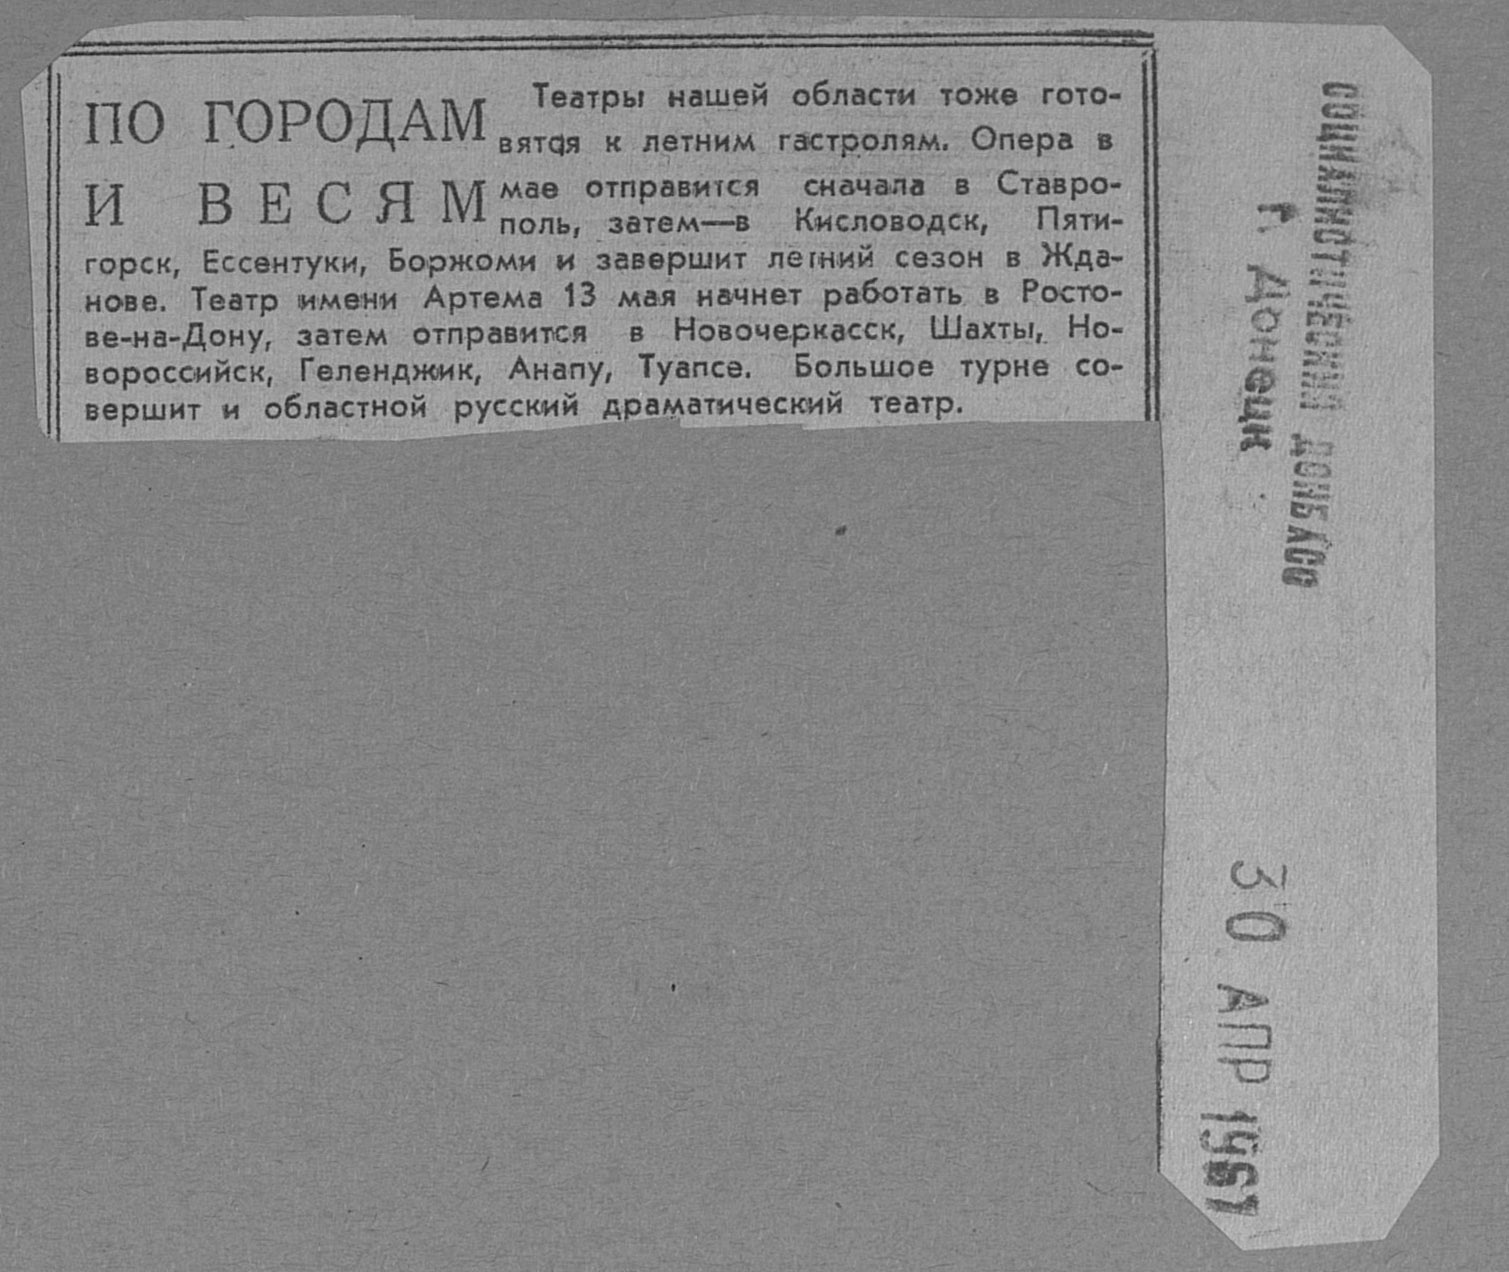 ПО ГОРОДАМ
И ВЕСЯМ
Театры нашей области тоже гото-
вятся к летним гастролям. Опера в
мае отправится сначала в Ставро-
поль, затем—в Кисловодск, Пяти-
горск, Ессентуки, Боржоми и завершит летний сезон в Жда-
нове. Театр имени Артема 13 мая начнет работать в Росто-
ве-на-Дону, затем отправится в Новочеркасск, Шахты, Но-
вороссийск, Геленджик, Анапу, Туапсе. Большое турне со-
вершит и областной русский драматический театр.
СОЦИАЛИСТИЧЕСКИЙ ДОНБАСС
г. Донецк
30 АПР 1967